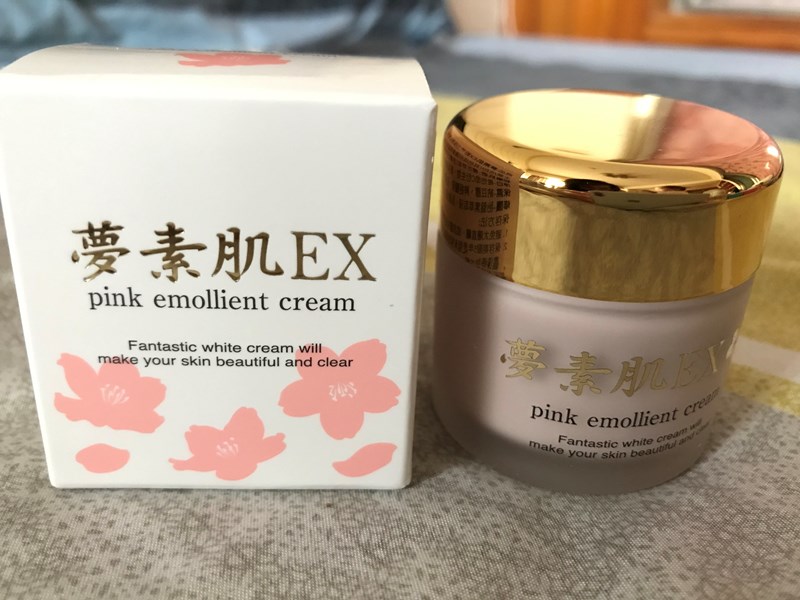 夢素肌EX
pink emollient cream
Fantastic white cream will
make your skin beautiful and clear
夢素肌EX
pink emollient cream
Fantastic white cream will
make your skin beautiful and